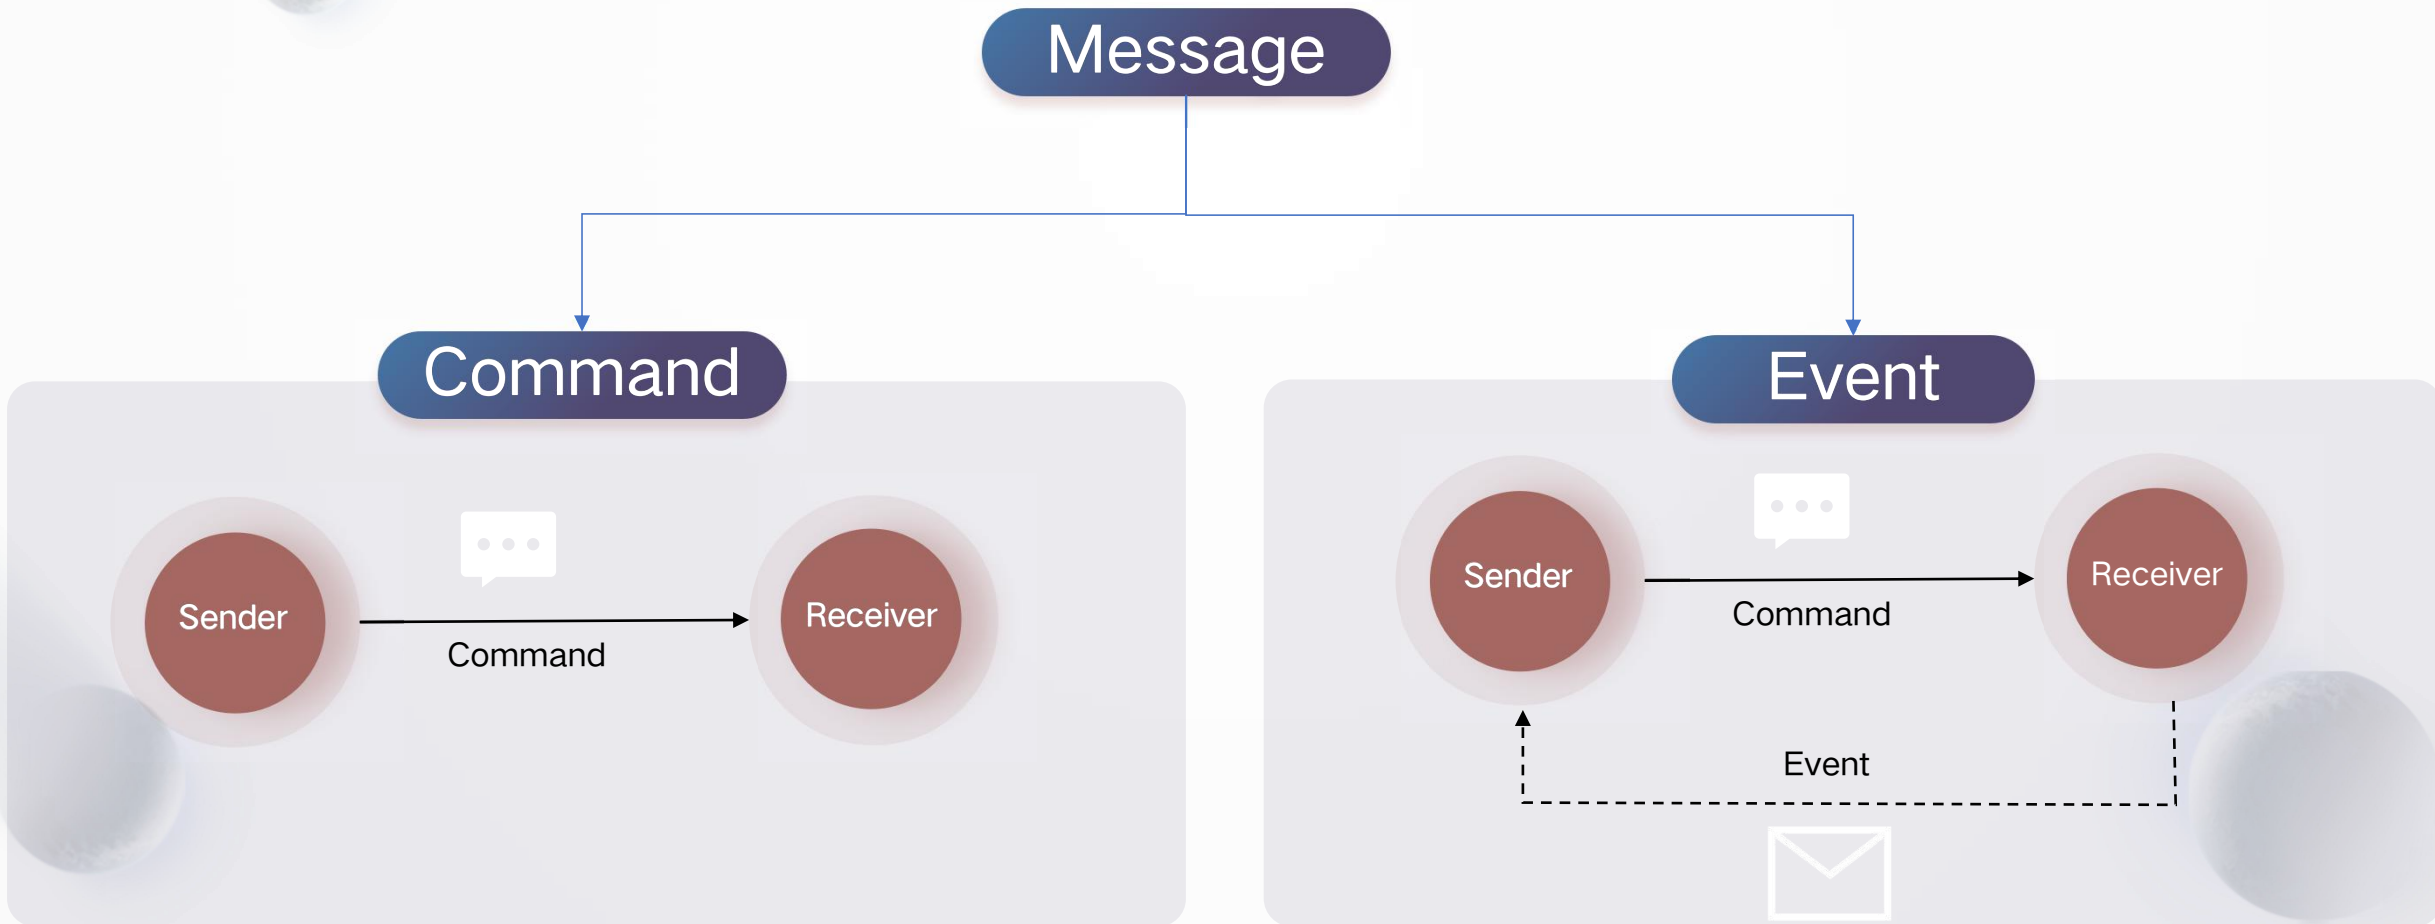 Message
Command
Event
Sender
Command
Receiver
Sender
Command
Receiver
Event